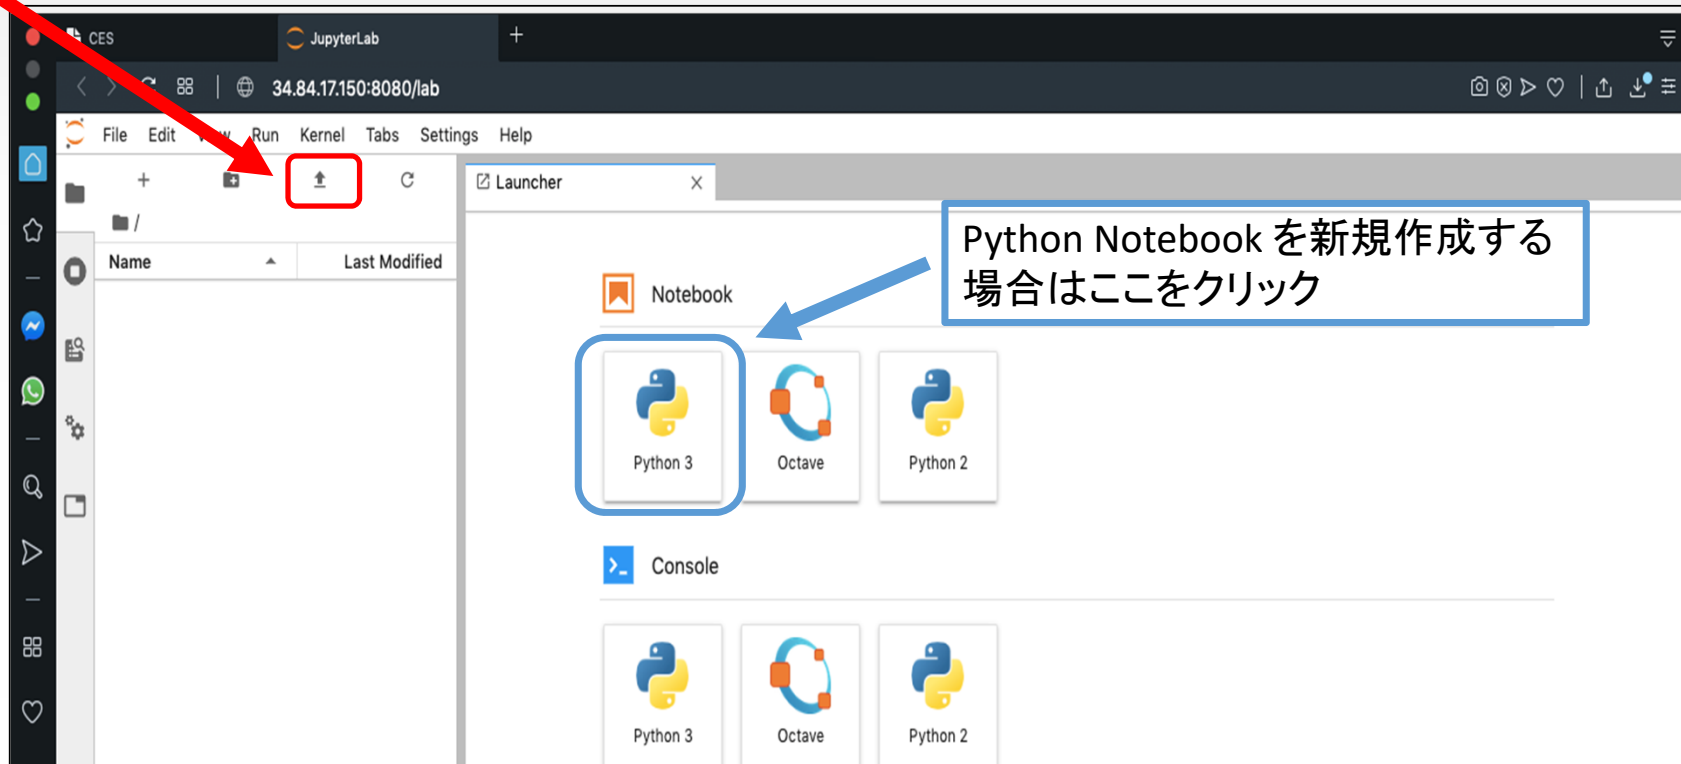 CES
JupyterLab
34.84.17.150:8080/lab
File Edit View Run Kernel Tabs Settings Help
/
Name Last Modified
Launcher
Python Notebook を新規作成する
場合はここをクリック
Notebook
Python 3 Octave Python 2
Console
Python 3 Octave Python 2